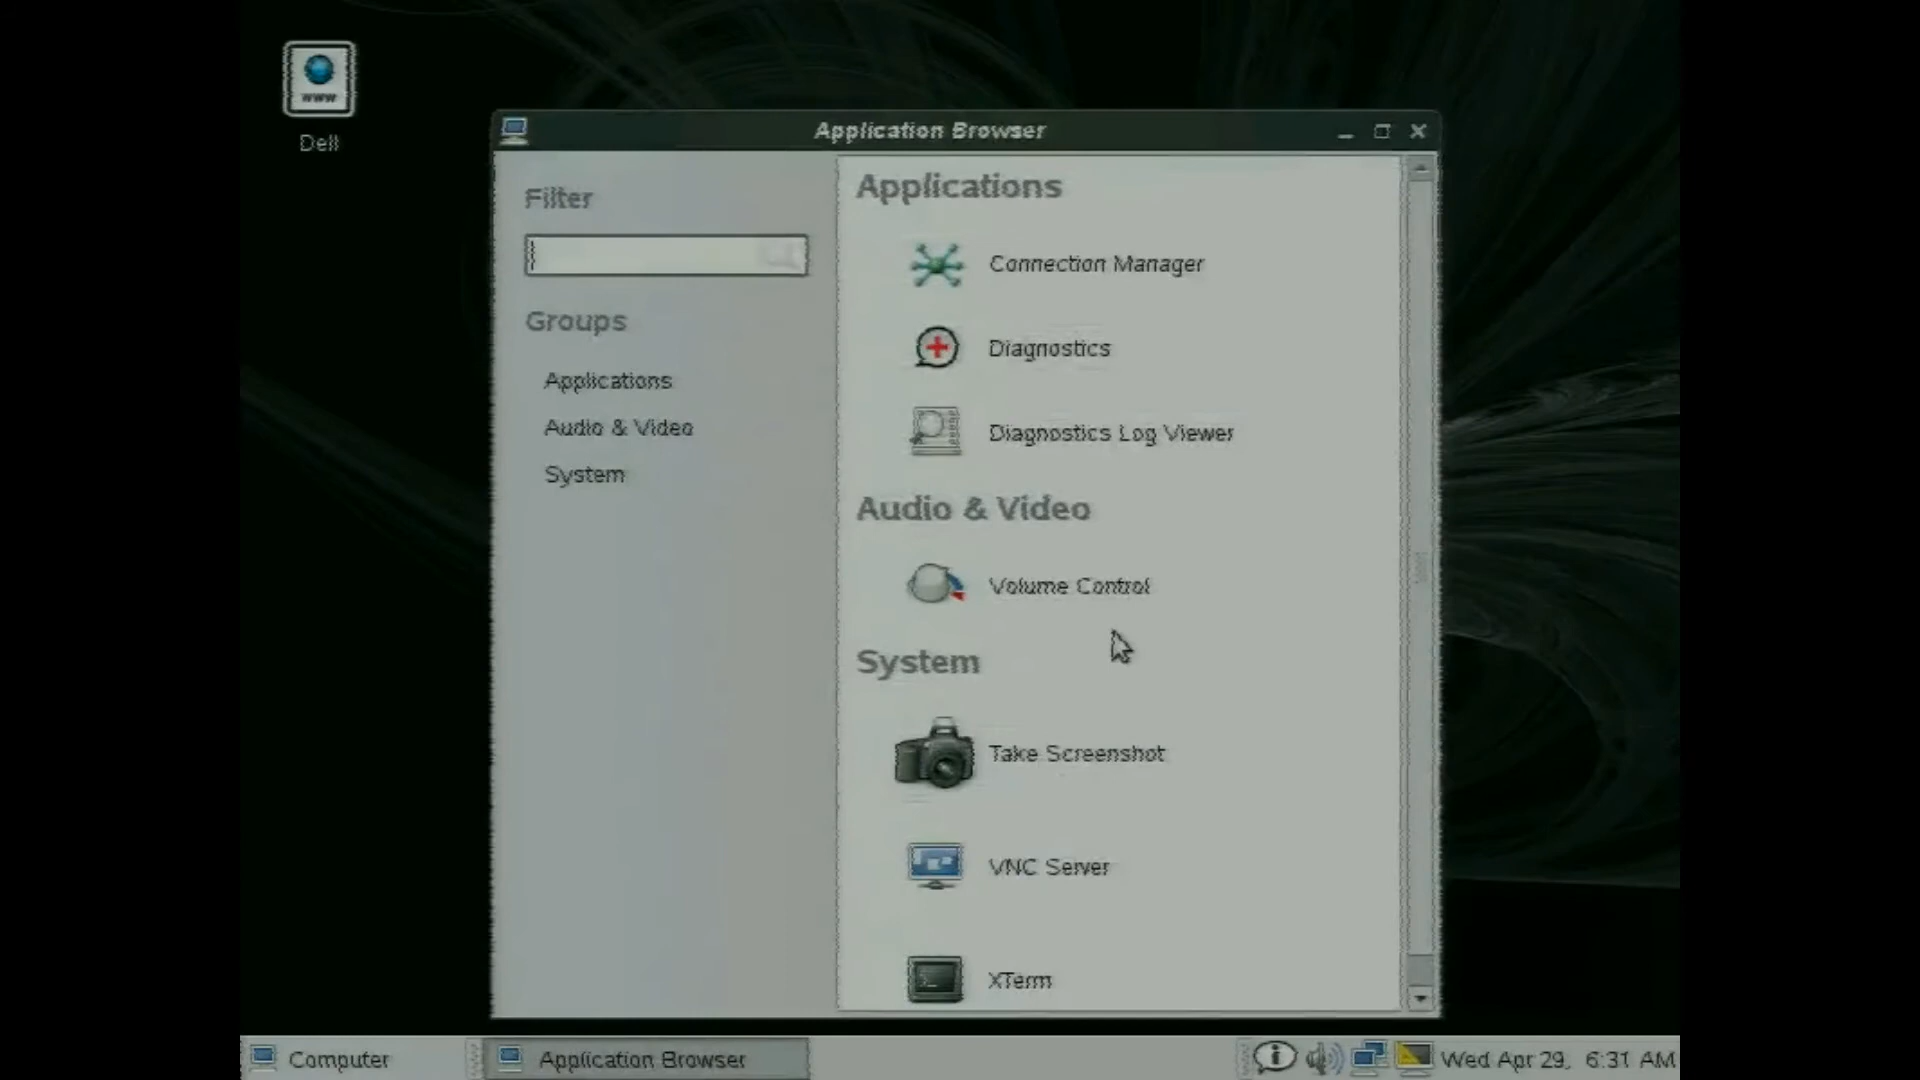 www
Dell
Application Browser
Filter
Groups
Applications
Audio & Video
System
Applications
Connection Manager
Diagnostics
Diagnostics Log Viewer
Audio & Video
Volume Control
System
Take Screenshot
VNC Server
XTerm
Computer
Application Browser
Wed Apr 29, 6:31 AM